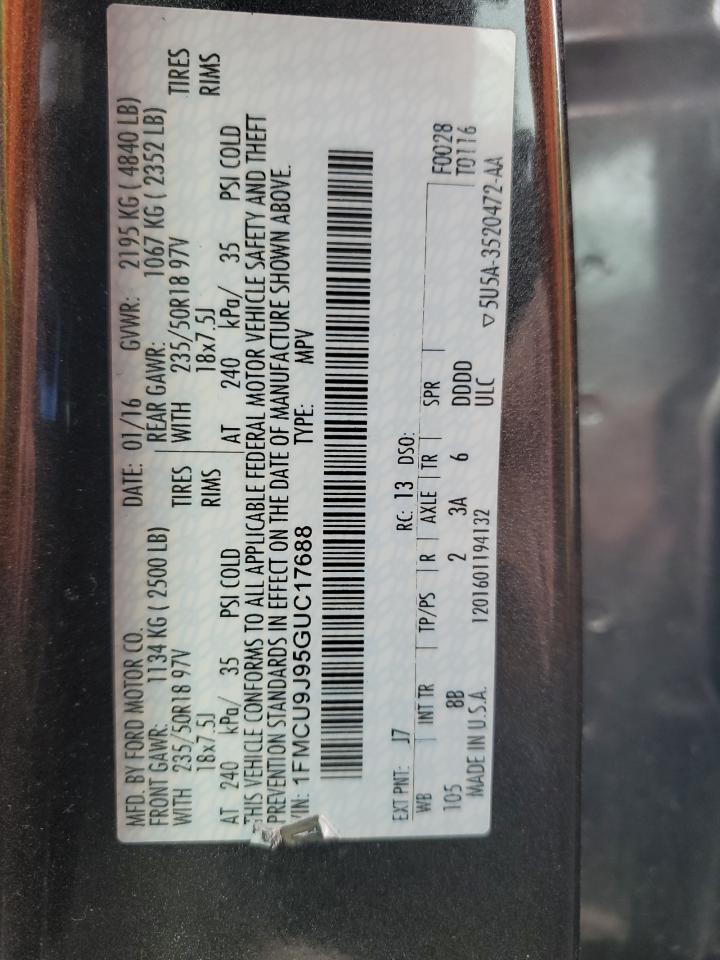 MFD. BY FORD MOTOR CO. DATE: 01/16 GVWR: 2195 KG ( 4840 LB)
FRONT GAWR: 1134 KG ( 2500 LB) REAR GAWR: 1067 KG ( 2352 LB)
WITH 235/50R18 97V TIRES WITH 235/50R18 97V TIRES
18x7.5J RIMS 18x7.5J RIMS
AT 240 kPa/ 35 PSI COLD AT 240 kPa/ 35 PSI COLD
THIS VEHICLE CONFORMS TO ALL APPLICABLE FEDERAL MOTOR VEHICLE SAFETY AND THEFT
PREVENTION STANDARDS IN EFFECT ON THE DATE OF MANUFACTURE SHOWN ABOVE.
VIN: 1FMCU9J95GUC17688 TYPE: MPV
EXT PNT: J7 RC: 13 DSO: F0028
WB INT TR TP/PS R AXLE TR SPR T0116
105 8B 2 3A 6 DDDD
MADE IN U.S.A. 1201601194132 ULC ▽ 5U5A-3520472-AA